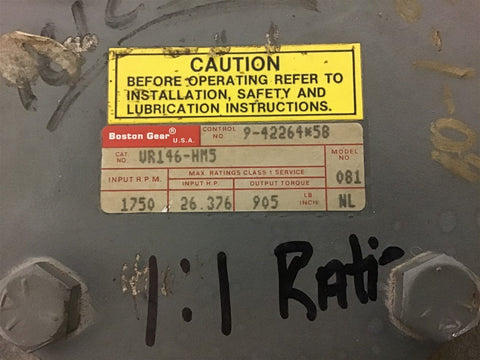 CAUTION
BEFORE OPERATING REFER TO
INSTALLATION, SAFETY AND
LUBRICATION INSTRUCTIONS.
Boston Gear® U.S.A. CONTROL NO 9-42264*58
CAT. NO. VR146-HM5 MODEL NO 081
INPUT R.P.M. MAX. RATINGS CLASS 1 SERVICE
INPUT H.P. OUTPUT TORQUE
1750 26.376 905 LB INCH NL
1:1 Ratio